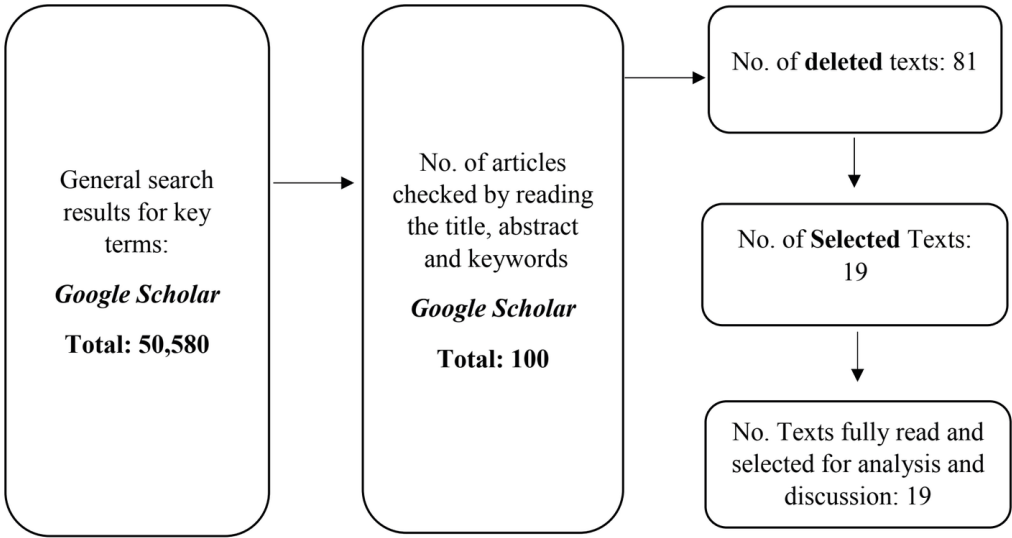 General search
results for key
terms:
Google Scholar
Total: 50,580
No. of articles
checked by reading
the title, abstract
and keywords
Google Scholar
Total: 100
No. of deleted texts: 81
No. of Selected Texts:
19
No. Texts fully read and
selected for analysis and
discussion: 19